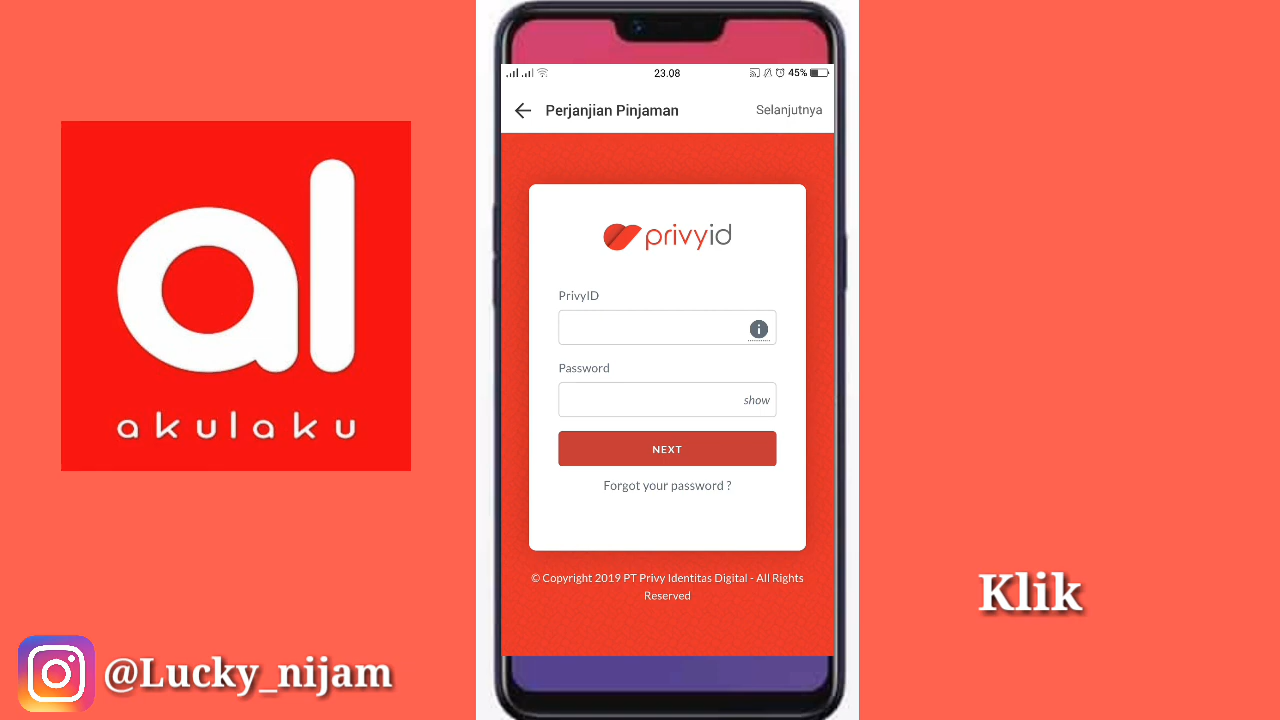 akulaku
23.08
45%
Perjanjian Pinjaman
Selanjutnya
privyid
PrivyID
Password
show
NEXT
Forgot your password ?
© Copyright 2019 PT Privy Identitas Digital - All Rights
Reserved
Klik
@Lucky_nijam